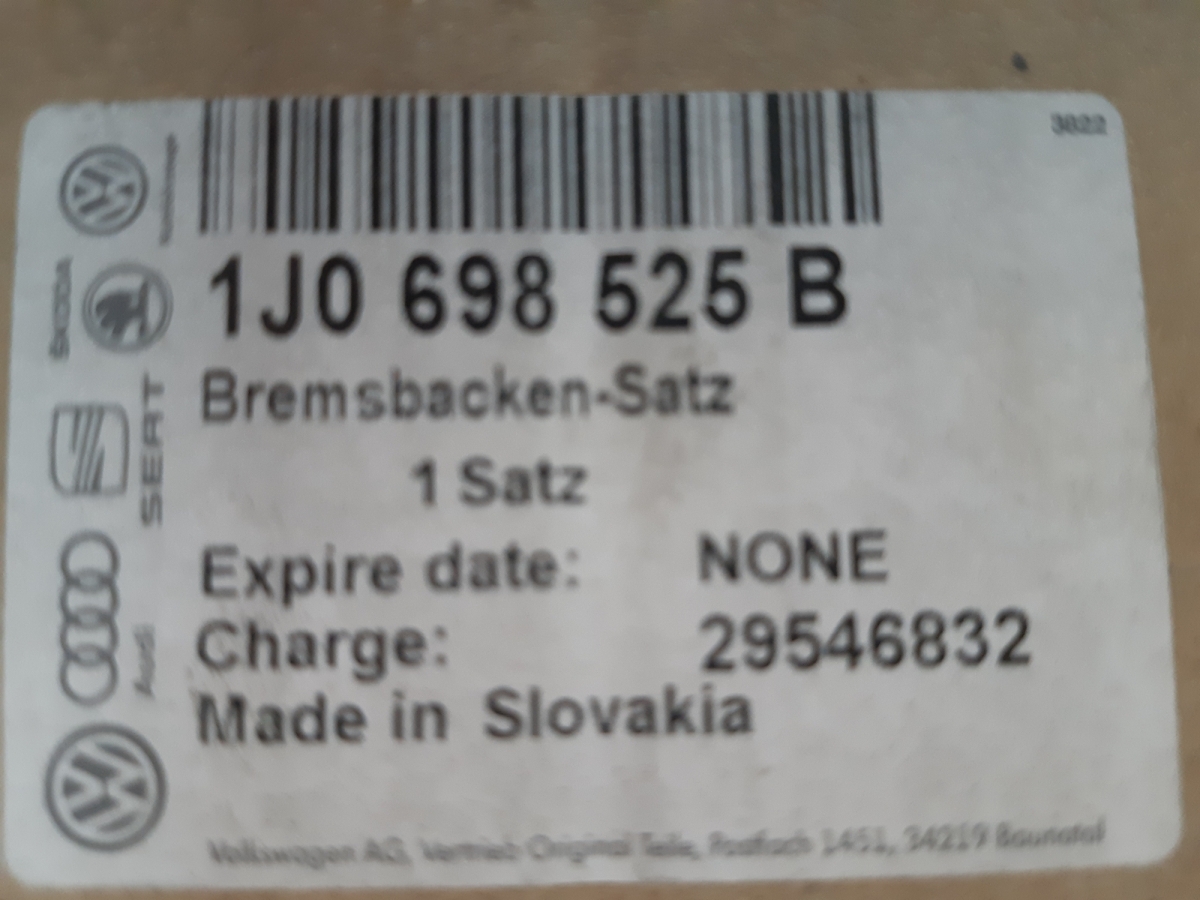 3822
1J0 698 525 B
Bremsbacken-Satz
1 Satz
Expire date: NONE
Charge: 29546832
Made in Slovakia
Volkswagen AG, Vertrieb Original Teile, Postfach 1451, 34219 Baunatal
SKODA
SEAT
Audi